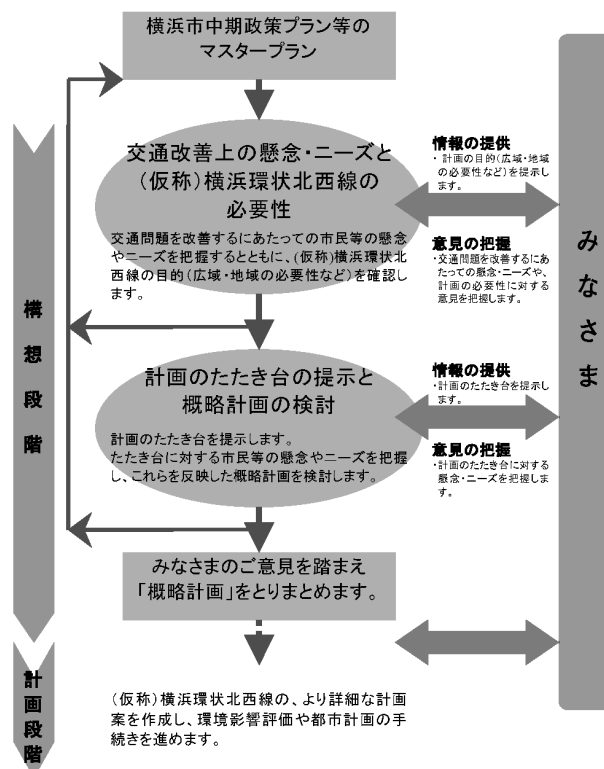 横浜市中期政策プラン等の
マスタープラン
交通改善上の懸念・ニーズと
(仮称)横浜環状北西線の
必要性
交通問題を改善するにあたっての市民等の懸念
やニーズを把握するとともに、(仮称)横浜環状北
西線の目的(広域・地域の必要性など)を確認し
ます。
情報の提供
・計画の目的(広域・地域
の必要性など)を提示し
ます。
意見の把握
・交通問題を改善するにあ
たっての懸念・ニーズや、
計画の必要性に対する
意見を把握します。
計画のたたき台の提示と
概略計画の検討
計画のたたき台を提示します。
たたき台に対する市民等の懸念やニーズを把握
し、これらを反映した概略計画を検討します。
情報の提供
・計画のたたき台を提示し
ます。
意見の把握
・計画のたたき台に対する
懸念・ニーズを把握しま
す。
みなさまのご意見を踏まえ
「概略計画」をとりまとめます。
(仮称)横浜環状北西線の、より詳細な計画
案を作成し、環境影響評価や都市計画の手
続きを進めます。
構想段階
計画段階
みなさま